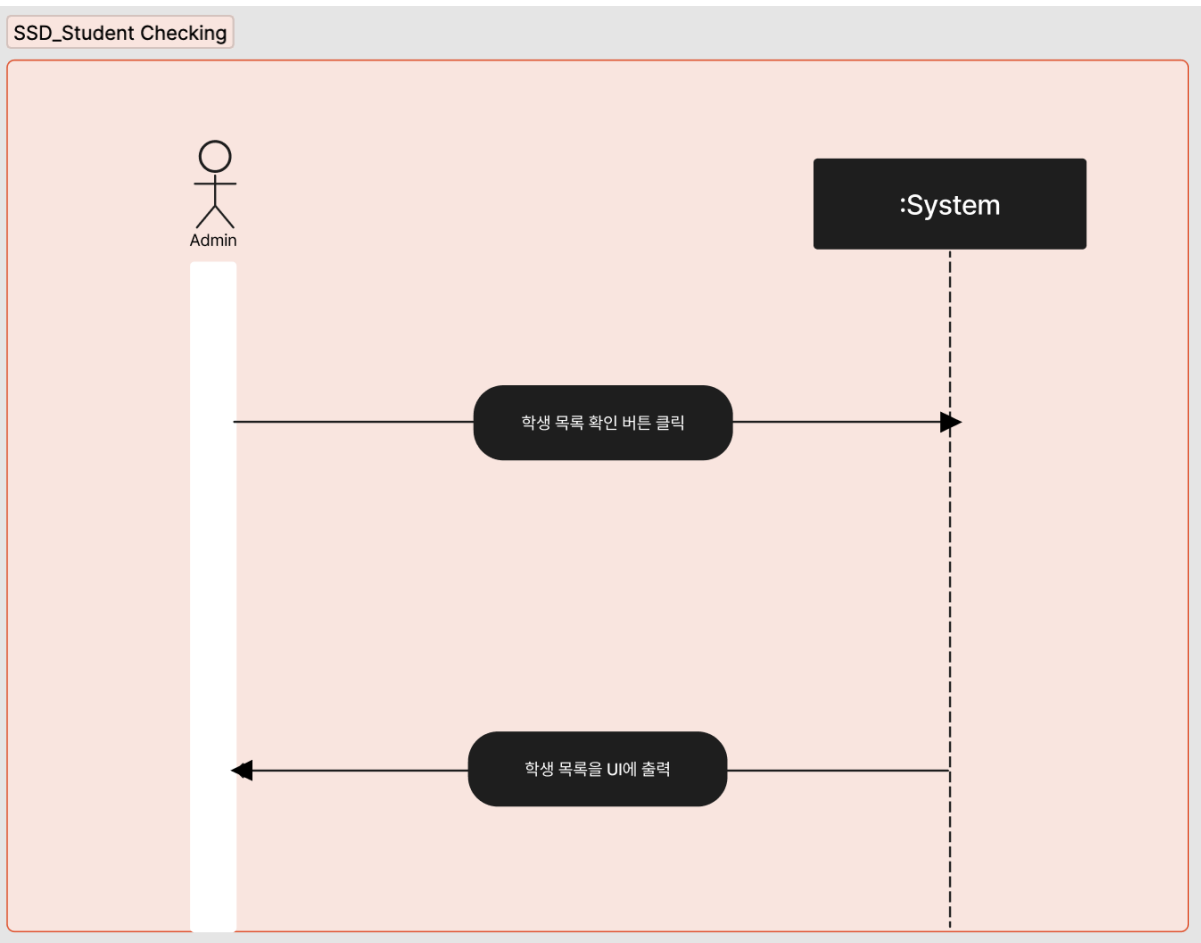 SSD_Student Checking
Admin
:System
학생 목록 확인 버튼 클릭
학생 목록을 UI에 출력